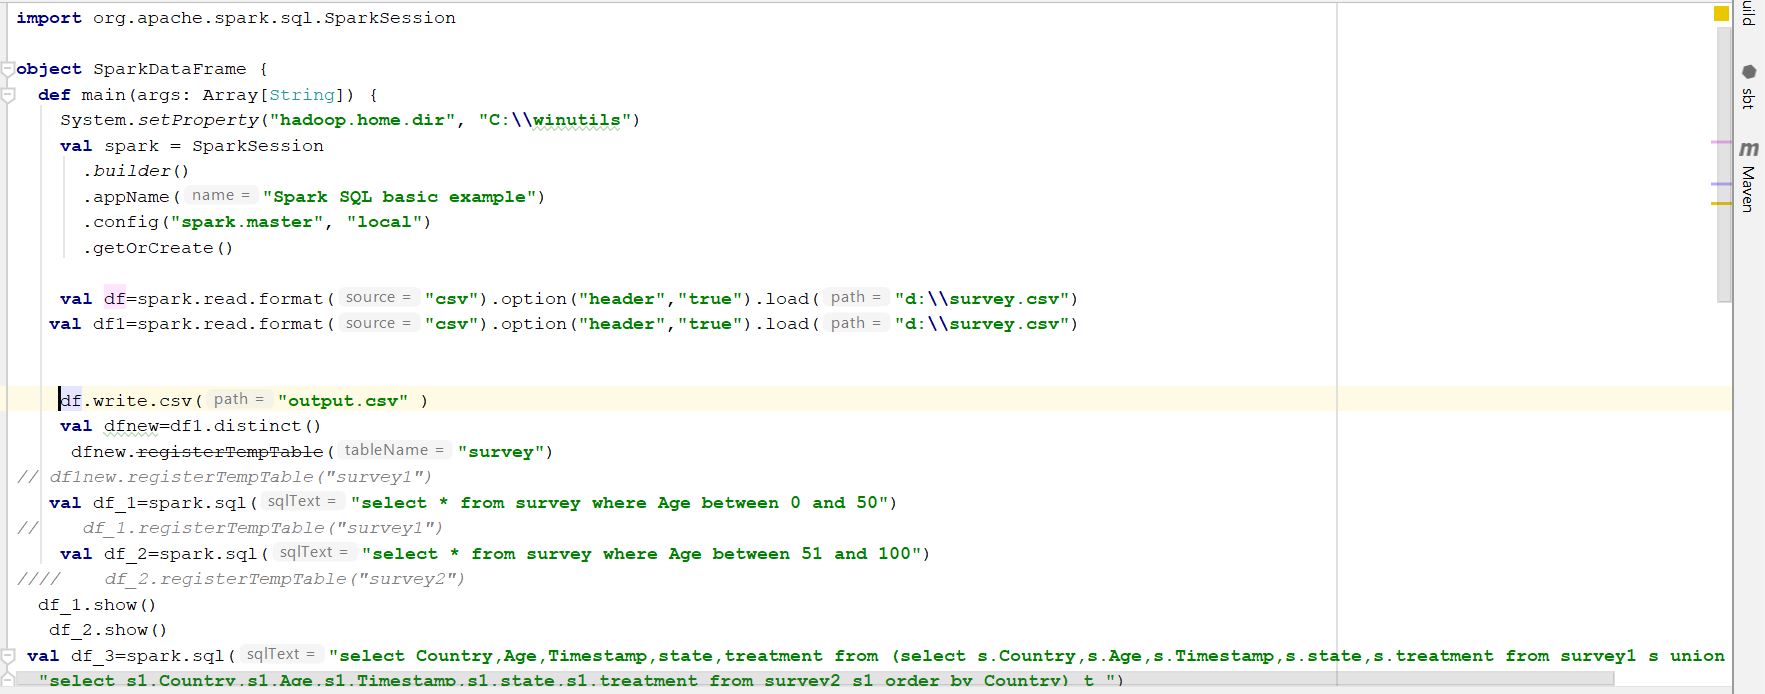 import org.apache.spark.sql.SparkSession
object SparkDataFrame {
def main(args: Array[String]) {
System.setProperty("hadoop.home.dir", "C:\\winutils")
val spark = SparkSession
.builder()
.appName( name = "Spark SQL basic example")
.config("spark.master", "local")
.getOrCreate()
val df=spark.read.format( source = "csv").option("header","true").load( path = "d:\\survey.csv")
val df1=spark.read.format( source = "csv").option("header","true").load( path = "d:\\survey.csv")
df.write.csv( path = "output.csv" )
val dfnew=df1.distinct()
dfnew.registerTempTable( tableName = "survey")
// df1new.registerTempTable("survey1")
val df_1=spark.sql( sqlText = "select * from survey where Age between 0 and 50")
//    df_1.registerTempTable("survey1")
val df_2=spark.sql( sqlText = "select * from survey where Age between 51 and 100")
////    df_2.registerTempTable("survey2")
df_1.show()
df_2.show()
val df_3=spark.sql( sqlText = "select Country,Age,Timestamp,state,treatment from (select s.Country,s.Age,s.Timestamp,s.state,s.treatment from survey1 s union
"select s1.Country,s1.Age,s1.Timestamp,s1.state,s1.treatment from survey2 s1 order by Country) t ")
uild
sbt
m
Maven